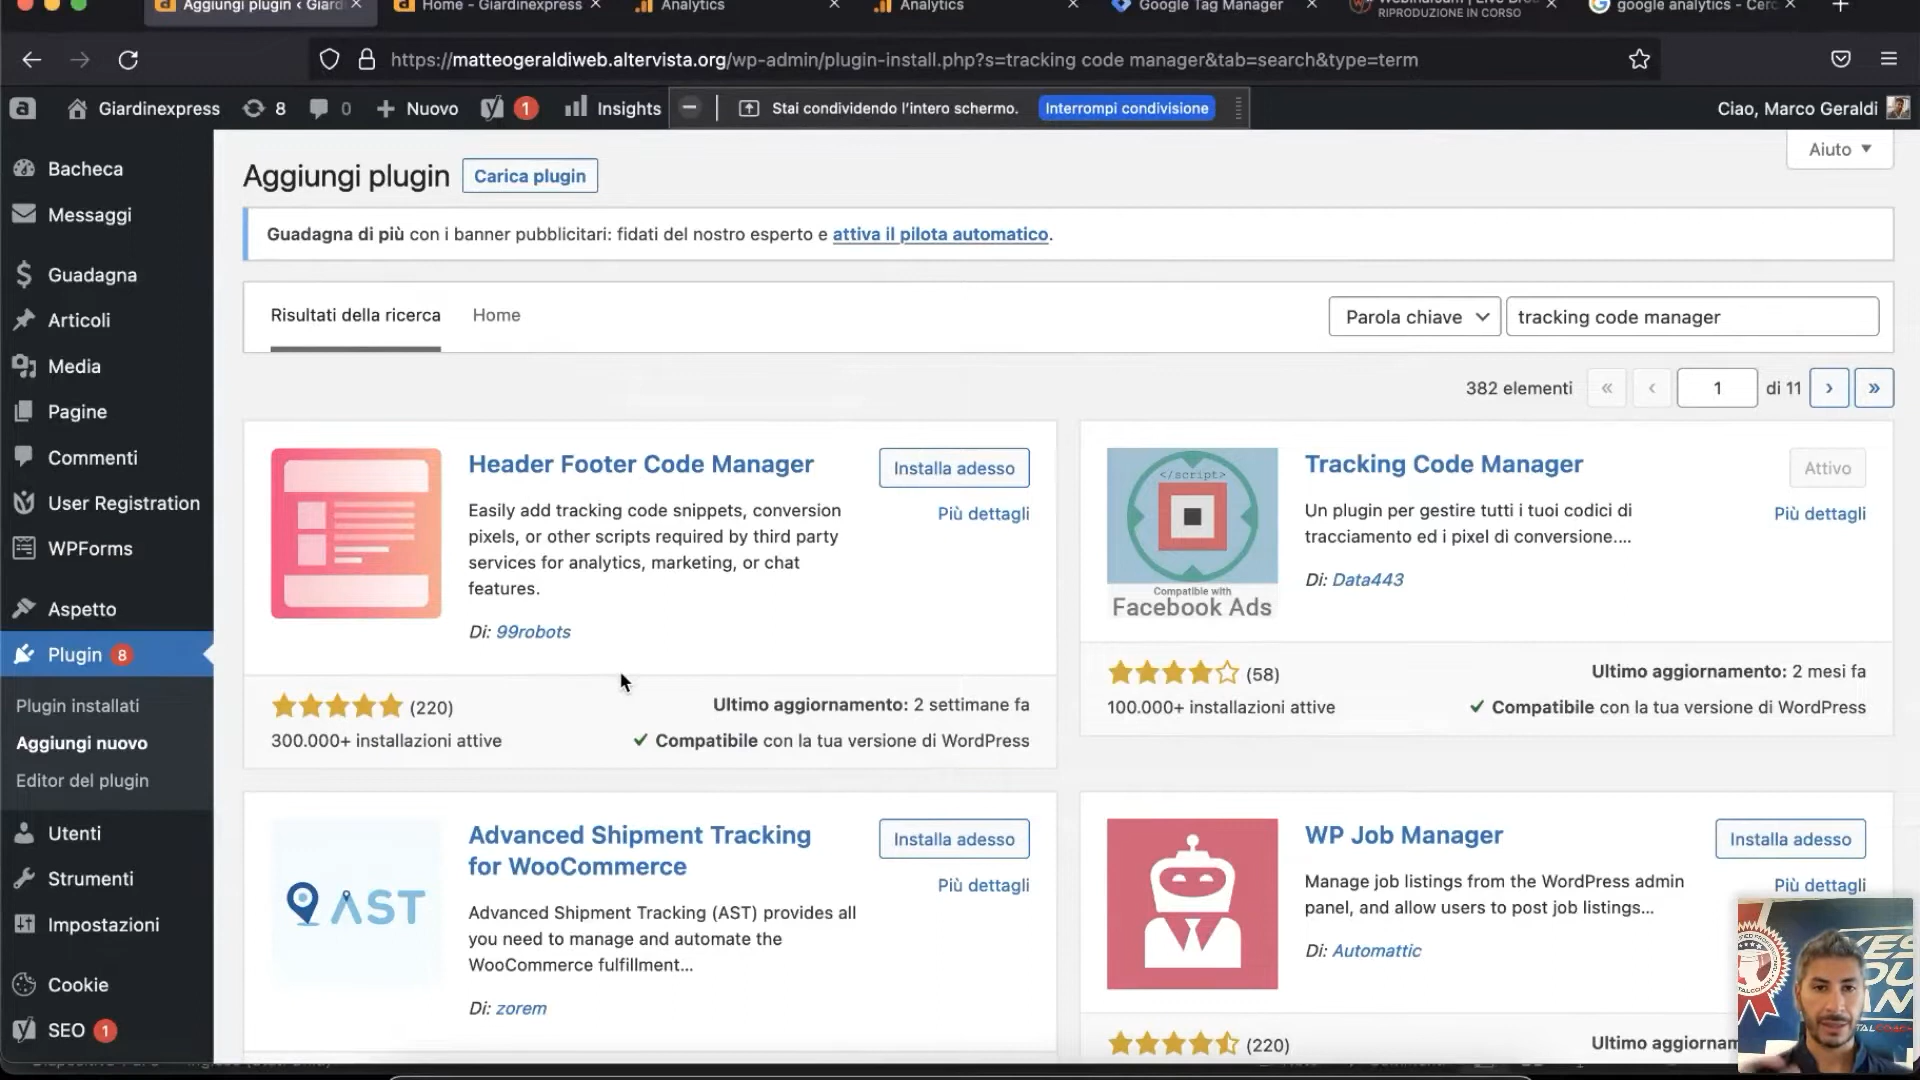 Aggiungi plugin ‹ Giardi
Home - Giardinexpress
Analytics
Analytics
Google Tag Manager
RIPRODUZIONE IN CORSO
google analytics - Cerc
https://matteogeraldiweb.altervista.org/wp-admin/plugin-install.php?s=tracking code manager&tab=search&type=term
Giardinexpress
8
0
Nuovo
1
Insights
Stai condividendo l'intero schermo.
Interrompi condivisione
Ciao, Marco Geraldi
Bacheca
Messaggi
Guadagna
Articoli
Media
Pagine
Commenti
User Registration
WPForms
Aspetto
Plugin 8
Plugin installati
Aggiungi nuovo
Editor del plugin
Utenti
Strumenti
Impostazioni
Cookie
SEO 1
Aiuto
Aggiungi plugin
Carica plugin
Guadagna di più con i banner pubblicitari: fidati del nostro esperto e attiva il pilota automatico.
Risultati della ricerca
Home
Parola chiave
tracking code manager
382 elementi
«
‹
1
di 11
›
»
Header Footer Code Manager
Installa adesso
Più dettagli
Easily add tracking code snippets, conversion
pixels, or other scripts required by third party
services for analytics, marketing, or chat
features.
Di: 99robots
(220)
300.000+ installazioni attive
Ultimo aggiornamento: 2 settimane fa
Compatibile con la tua versione di WordPress
</script>
Compatible with
Facebook Ads
Tracking Code Manager
Attivo
Più dettagli
Un plugin per gestire tutti i tuoi codici di
tracciamento ed i pixel di conversione....
Di: Data443
(58)
100.000+ installazioni attive
Ultimo aggiornamento: 2 mesi fa
Compatibile con la tua versione di WordPress
AST
Advanced Shipment Tracking
for WooCommerce
Installa adesso
Più dettagli
Advanced Shipment Tracking (AST) provides all
you need to manage and automate the
WooCommerce fulfillment...
Di: zorem
WP Job Manager
Installa adesso
Più dettagli
Manage job listings from the WordPress admin
panel, and allow users to post job listings...
Di: Automattic
(220)
Ultimo aggiornam